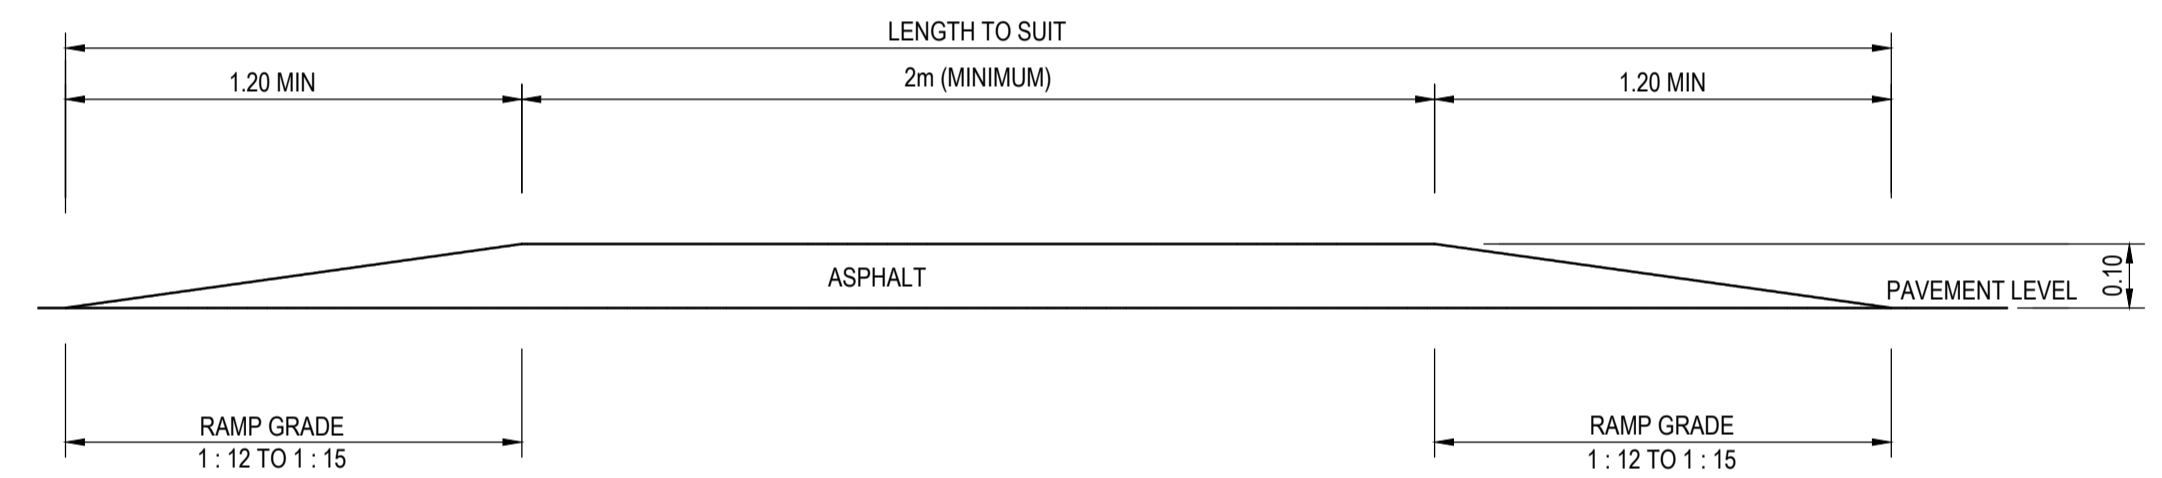 LENGTH TO SUIT
1.20 MIN
2m (MINIMUM)
1.20 MIN
ASPHALT
PAVEMENT LEVEL
0.10
RAMP GRADE
1 : 12 TO 1 : 15
RAMP GRADE
1 : 12 TO 1 : 15